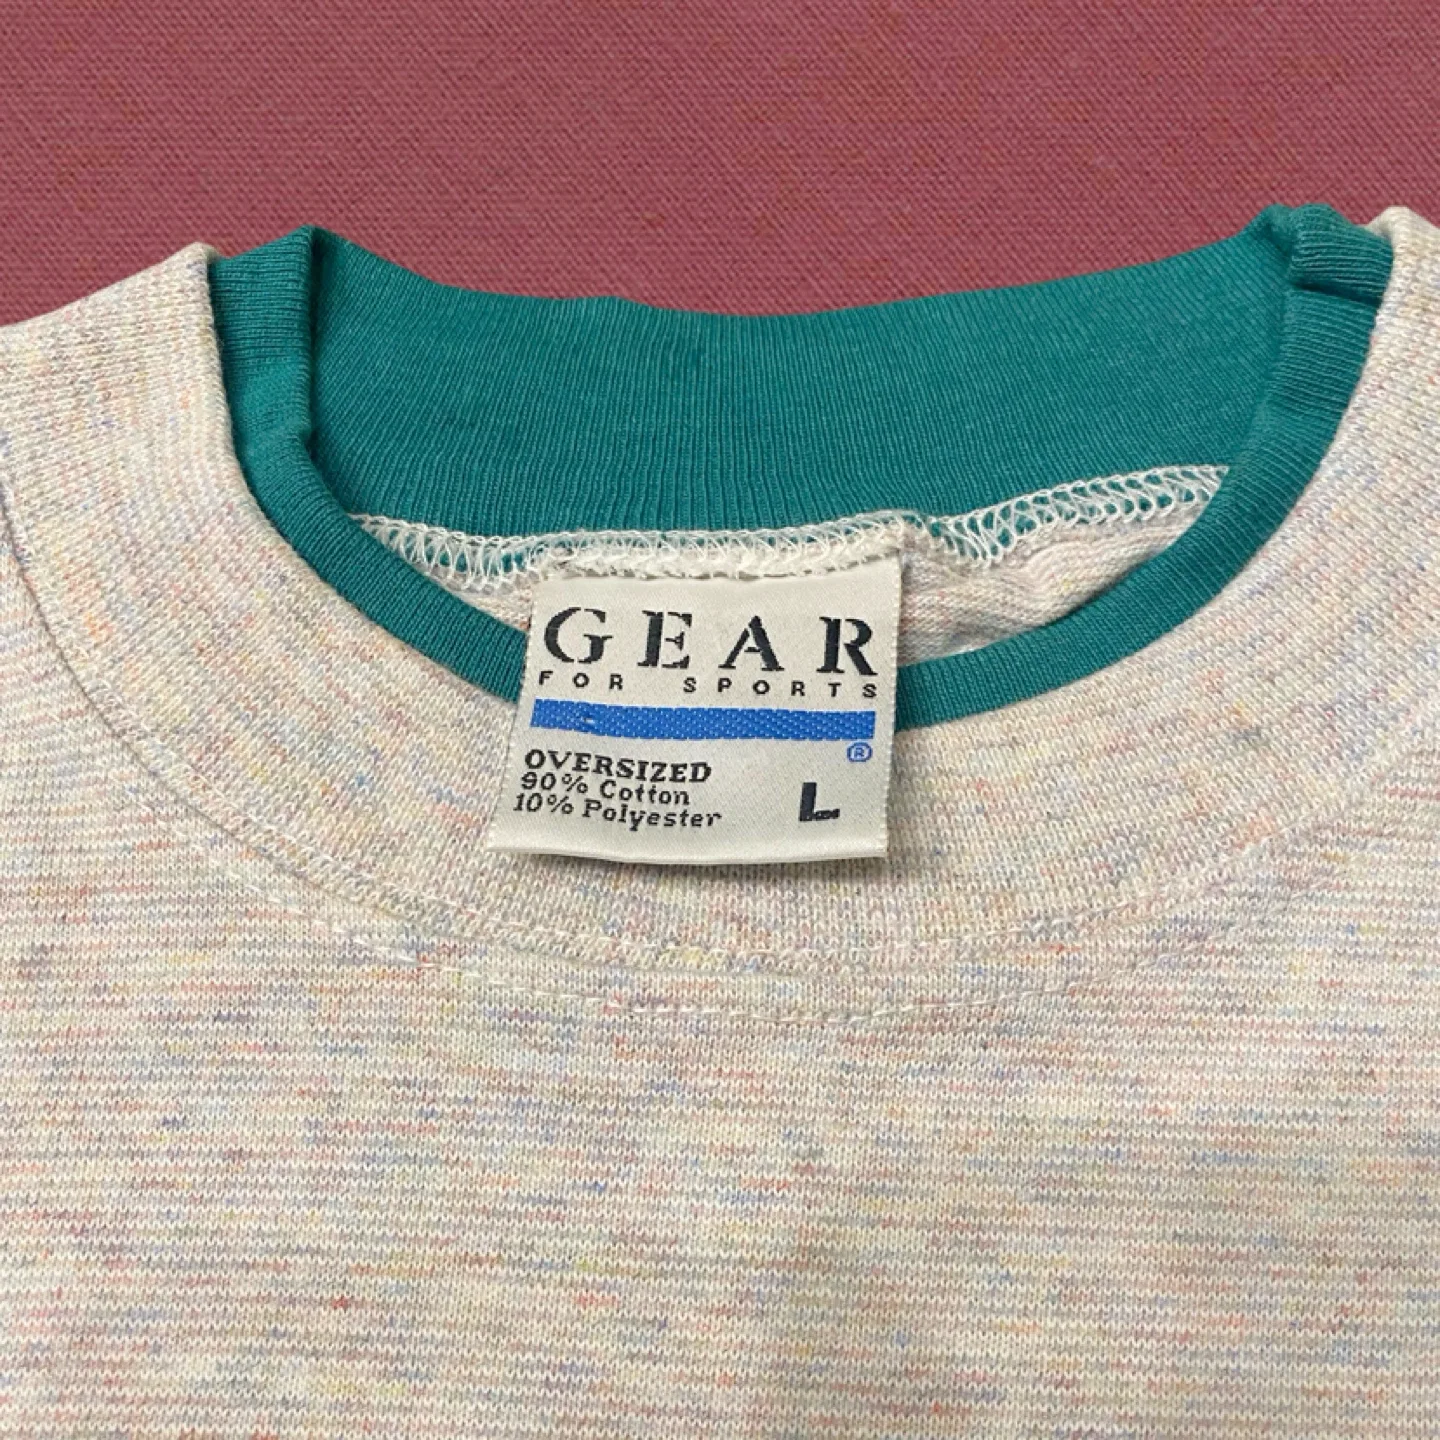 GEAR
FOR SPORTS
®
OVERSIZED
90% Cotton
10% Polyester
L